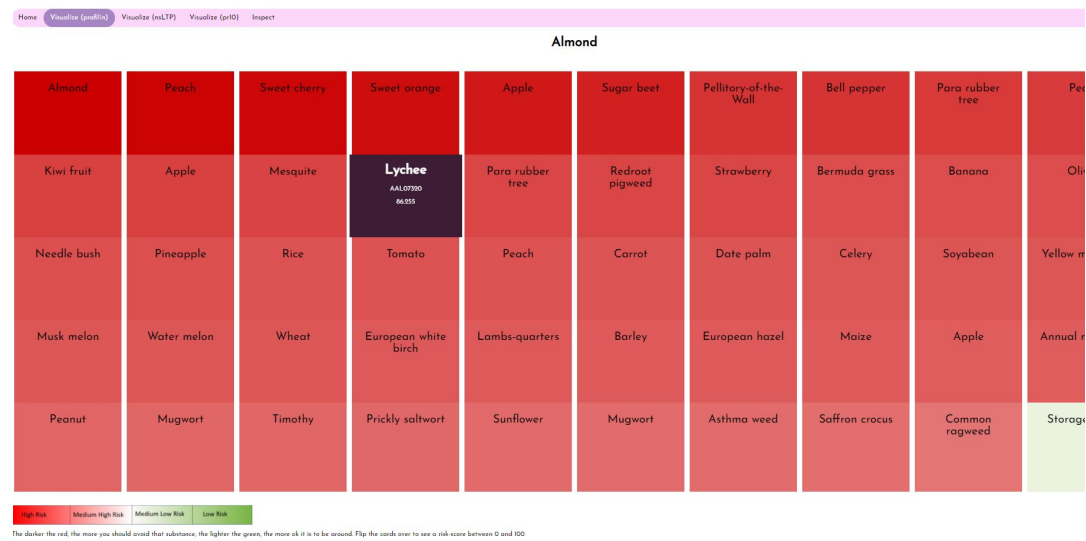 Home Visualize (profilin) Visualize (nsLTP) Visualize (pr10) Inspect
Almond
Almond Peach Sweet cherry Sweet orange Apple Sugar beet Pellitory-of-the-Wall Bell pepper Para rubber tree
Kiwi fruit Apple Mesquite Lychee Para rubber tree Redroot pigweed Strawberry Bermuda grass Banana
AAL07320
86.255
Needle bush Pineapple Rice Tomato Peach Carrot Date palm Celery Soyabean Yellow
Musk melon Water melon Wheat European white birch Lambs-quarters Barley European hazel Maize Apple Annual
Peanut Mugwort Timothy Prickly saltwort Sunflower Mugwort Asthma weed Saffron crocus Common ragweed Storage
High Risk Medium High Risk Medium Low Risk Low Risk
The darker the red, the more you should avoid that substance, the lighter the green, the more ok it is to be around. Flip the cards over to see a risk-score between 0 and 100